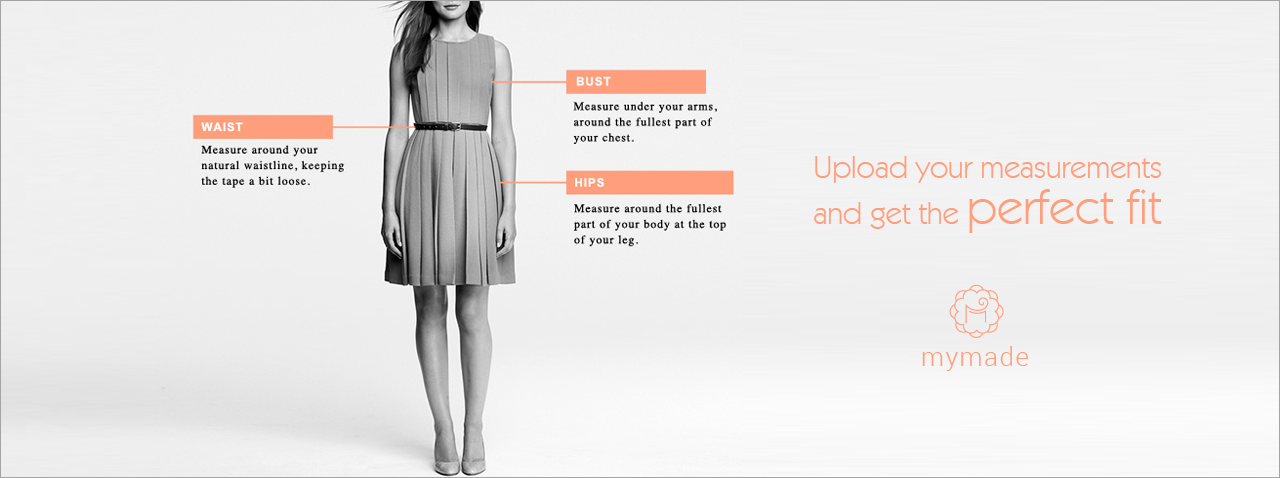 WAIST
Measure around your
natural waistline, keeping
the tape a bit loose.
BUST
Measure under your arms,
around the fullest part of
your chest.
HIPS
Measure around the fullest
part of your body at the top
of your leg.
Upload your measurements
and get the perfect fit
mymade